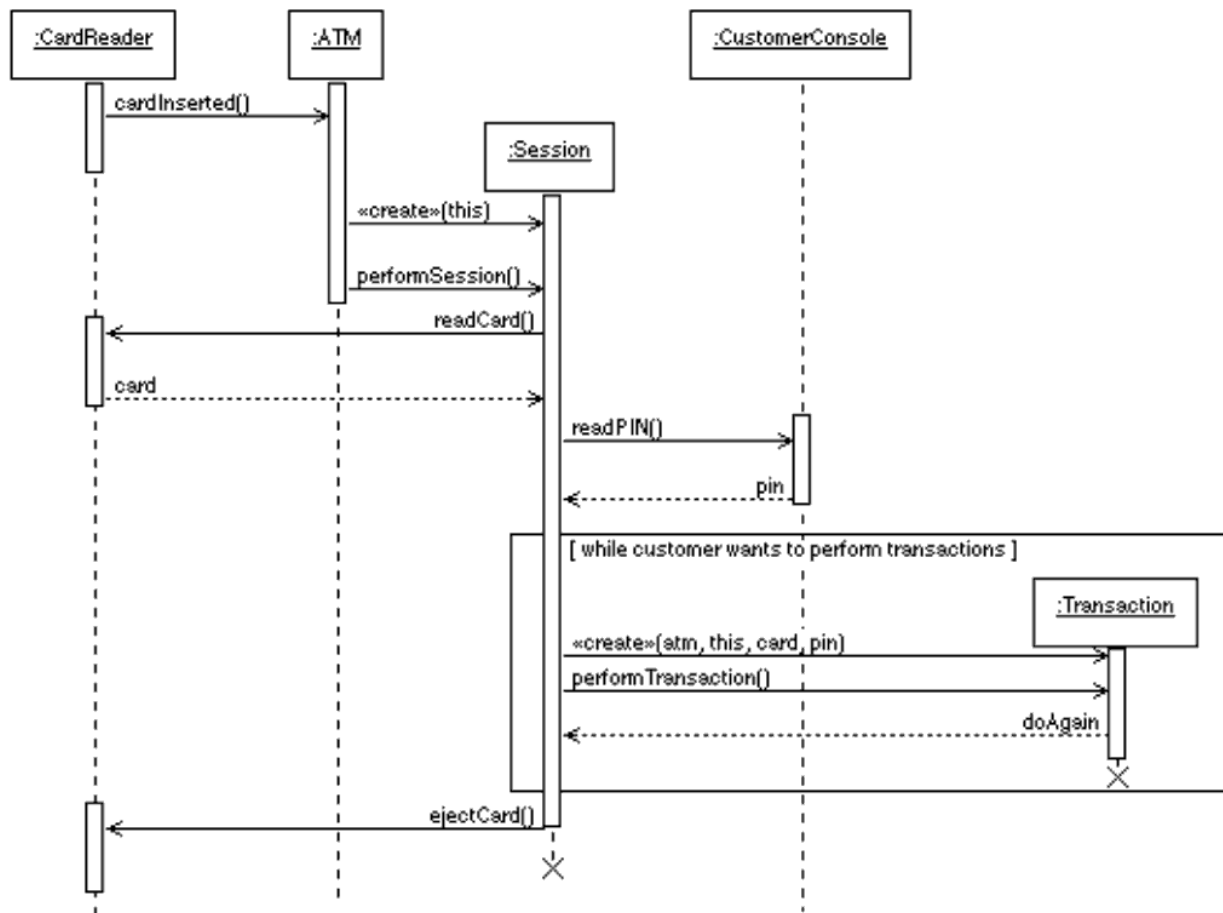 :CardReader
:ATM
:CustomerConsole
cardInserted()
:Session
«create»(this)
performSession()
readCard()
card
readPIN()
pin
[ while customer wants to perform transactions ]
:Transaction
«create»(atm, this, card, pin)
performTransaction()
doAgain
ejectCard()